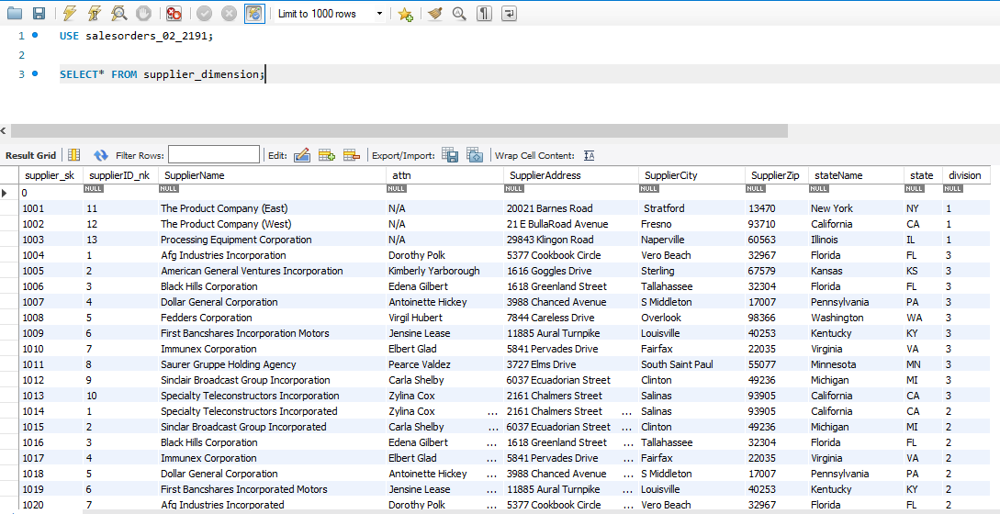 Limit to 1000 rows
1 USE salesorders_02_2191;
2
3 SELECT* FROM supplier_dimension;
Result Grid Filter Rows: Edit: Export/Import: Wrap Cell Content: IA
supplier_sk supplierID_nk SupplierName attn SupplierAddress SupplierCity SupplierZip stateName state division
0 NULL NULL NULL NULL NULL NULL NULL NULL NULL
1001 11 The Product Company (East) N/A 20021 Barnes Road Stratford 13470 New York NY 1
1002 12 The Product Company (West) N/A 21 E BullaRoad Avenue Fresno 93710 California CA 1
1003 13 Processing Equipment Corporation N/A 29843 Klingon Road Naperville 60563 Illinois IL 1
1004 1 Afg Industries Incorporation Dorothy Polk 5377 Cookbook Circle Vero Beach 32967 Florida FL 3
1005 2 American General Ventures Incorporation Kimberly Yarborough 1616 Goggles Drive Sterling 67579 Kansas KS 3
1006 3 Black Hills Corporation Edena Gilbert 1618 Greenland Street Tallahassee 32304 Florida FL 3
1007 4 Dollar General Corporation Antoinette Hickey 3988 Chanced Avenue S Middleton 17007 Pennsylvania PA 3
1008 5 Fedders Corporation Virgil Hubert 7844 Careless Drive Overlook 98366 Washington WA 3
1009 6 First Bancshares Incorporation Motors Jensine Lease 11885 Aural Turnpike Louisville 40253 Kentucky KY 3
1010 7 Immunex Corporation Elbert Glad 5841 Pervades Drive Fairfax 22035 Virginia VA 3
1011 8 Saurer Gruppe Holding Agency Pearce Valdez 3727 Elms Drive South Saint Paul 55077 Minnesota MN 3
1012 9 Sinclair Broadcast Group Incorporation Carla Shelby 6037 Ecuadorian Street Clinton 49236 Michigan MI 3
1013 10 Specialty Teleconstructors Incorporation Zylina Cox 2161 Chalmers Street Salinas 93905 California CA 3
1014 1 Specialty Teleconstructors Incorporated Zylina Cox ... 2161 Chalmers Street ... Salinas 93905 California CA 2
1015 2 Sinclar Broadcast Group Incorporated Carla Shelby ... 6037 Ecuadorian Street ... Clinton 49236 Michigan MI 2
1016 3 Black Hills Corporation Edena Gilbert ... 1618 Greenland Street ... Tallahassee 32304 Florida FL 2
1017 4 Immunex Corporation Elbert Glad ... 5841 Pervades Drive ... Fairfax 22035 Virginia VA 2
1018 5 Dollar General Corporation Antoinette Hickey ... 3988 Chanced Avenue ... S Middleton 17007 Pennsylvania PA 2
1019 6 First Bancshares Incorporated Motors Jensine Lease ... 11885 Aural Turnpike ... Louisville 40253 Kentucky KY 2
1020 7 Afg Industries Incorporated Dorothy Polk ... 5377 Cookbook Circle ... Vero Beach 32967 Florida FL 2